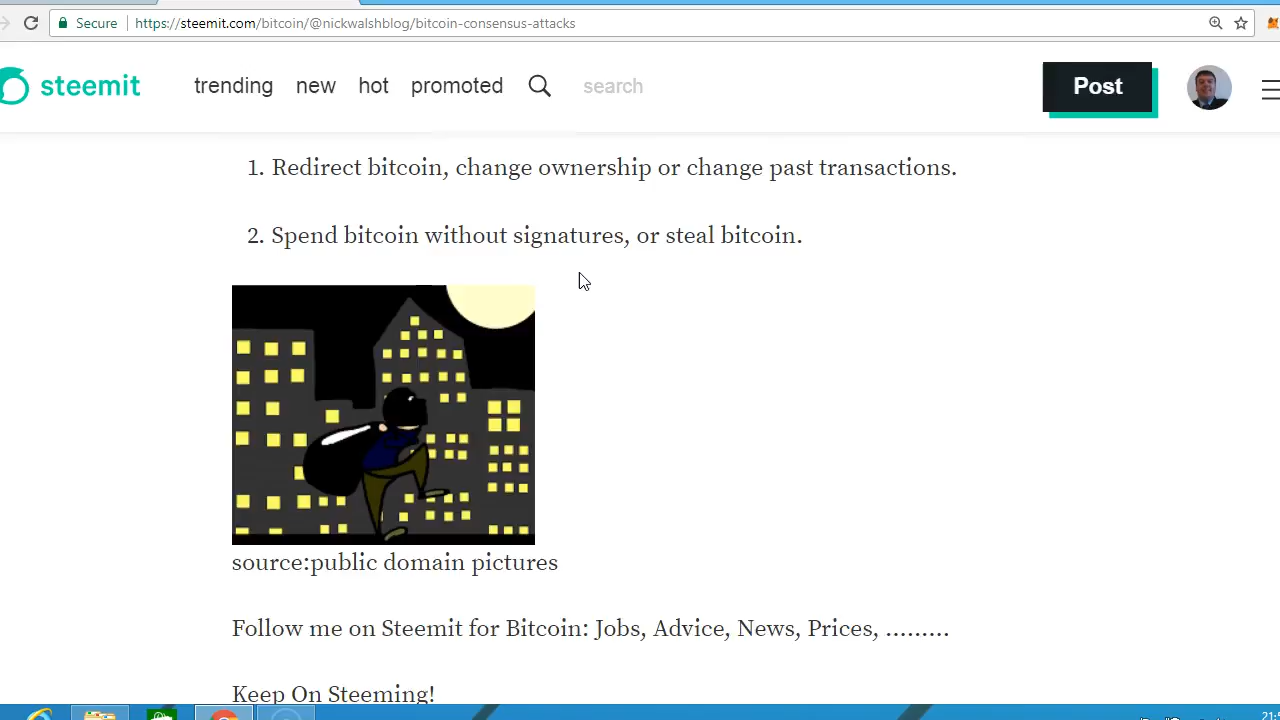 Secure https://steemit.com/bitcoin/@nickwalshblog/bitcoin-consensus-attacks
steemit trending new hot promoted search Post
1. Redirect bitcoin, change ownership or change past transactions.
2. Spend bitcoin without signatures, or steal bitcoin.
source:public domain pictures
Follow me on Steemit for Bitcoin: Jobs, Advice, News, Prices, .........
Keep On Steeming!